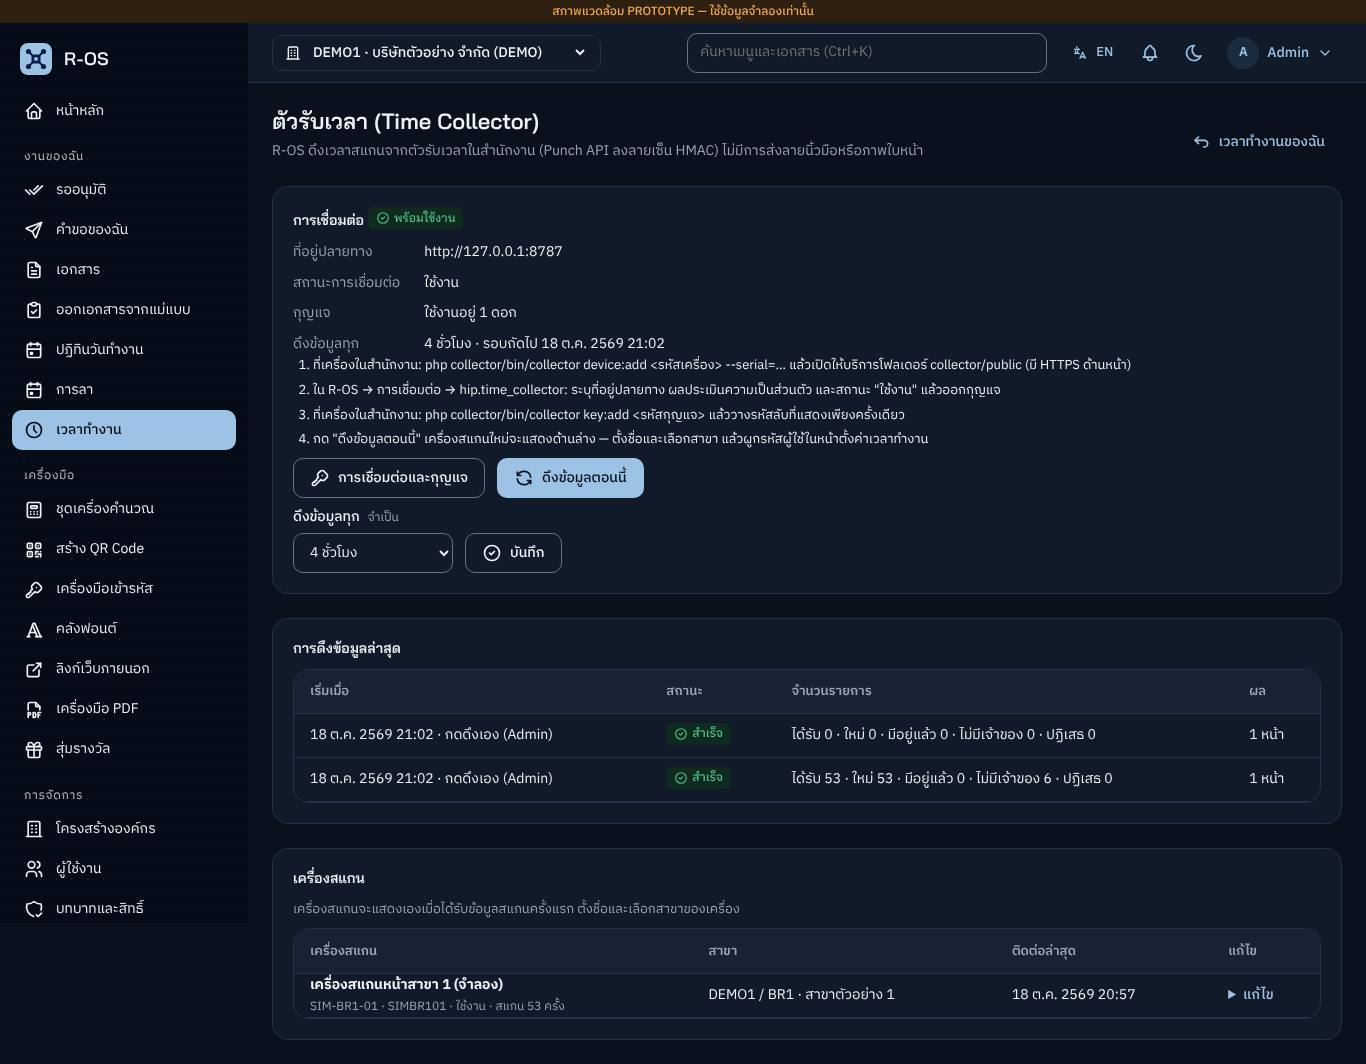 สภาพแวดล้อม PROTOTYPE — ใช้ข้อมูลจำลองเท่านั้น
R-OS
DEMO1 · บริษัทตัวอย่าง จำกัด (DEMO)
ค้นหาเมนูและเอกสาร (Ctrl+K)
EN
A Admin
หน้าหลัก
งานของฉัน
รออนุมัติ
คำขอของฉัน
เอกสาร
ออกเอกสารจากแม่แบบ
ปฏิทินวันทำงาน
การลา
เวลาทำงาน
เครื่องมือ
ชุดเครื่องคำนวณ
สร้าง QR Code
เครื่องมือเข้ารหัส
คลังฟอนต์
ลิงก์เว็บภายนอก
เครื่องมือ PDF
สุ่มรางวัล
การจัดการ
โครงสร้างองค์กร
ผู้ใช้งาน
บทบาทและสิทธิ์
ตัวรับเวลา (Time Collector)
R-OS ดึงเวลาสแกนจากตัวรับเวลาในสำนักงาน (Punch API ลงลายเซ็น HMAC) ไม่มีการส่งลายนิ้วมือหรือภาพใบหน้า
เวลาทำงานของฉัน
การเชื่อมต่อ พร้อมใช้งาน
ที่อยู่ปลายทาง http://127.0.0.1:8787
สถานะการเชื่อมต่อ ใช้งาน
กุญแจ ใช้งานอยู่ 1 ดอก
ดึงข้อมูลทุก 4 ชั่วโมง · รอบถัดไป 18 ต.ค. 2569 21:02
1. ที่เครื่องในสำนักงาน: php collector/bin/collector device:add <รหัสเครื่อง> --serial=… แล้วเปิดให้บริการโฟลเดอร์ collector/public (มี HTTPS ด้านหน้า)
2. ใน R-OS → การเชื่อมต่อ → hip.time_collector: ระบุที่อยู่ปลายทาง ผลประเมินความเป็นส่วนตัว และสถานะ "ใช้งาน" แล้วออกกุญแจ
3. ที่เครื่องในสำนักงาน: php collector/bin/collector key:add <รหัสกุญแจ> แล้ววางรหัสลับที่แสดงเพียงครั้งเดียว
4. กด "ดึงข้อมูลตอนนี้" เครื่องสแกนใหม่จะแสดงด้านล่าง — ตั้งชื่อและเลือกสาขา แล้วผูกรหัสผู้ใช้ในหน้าตั้งค่าเวลาทำงาน
การเชื่อมต่อและกุญแจ
ดึงข้อมูลตอนนี้
ดึงข้อมูลทุก จำเป็น
4 ชั่วโมง
บันทึก
การดึงข้อมูลล่าสุด
เริ่มเมื่อ สถานะ จำนวนรายการ ผล
18 ต.ค. 2569 21:02 · กดดึงเอง (Admin) สำเร็จ ได้รับ 0 · ใหม่ 0 · มีอยู่แล้ว 0 · ไม่มีเจ้าของ 0 · ปฏิเสธ 0 1 หน้า
18 ต.ค. 2569 21:02 · กดดึงเอง (Admin) สำเร็จ ได้รับ 53 · ใหม่ 53 · มีอยู่แล้ว 0 · ไม่มีเจ้าของ 6 · ปฏิเสธ 0 1 หน้า
เครื่องสแกน
เครื่องสแกนจะแสดงเองเมื่อได้รับข้อมูลสแกนครั้งแรก ตั้งชื่อและเลือกสาขาของเครื่อง
เครื่องสแกน สาขา ติดต่อล่าสุด แก้ไข
เครื่องสแกนหน้าสาขา 1 (จำลอง)
SIM-BR1-01 · SIMBR101 · ใช้งาน · สแกน 53 ครั้ง
DEMO1 / BR1 · สาขาตัวอย่าง 1
18 ต.ค. 2569 20:57
▶ แก้ไข